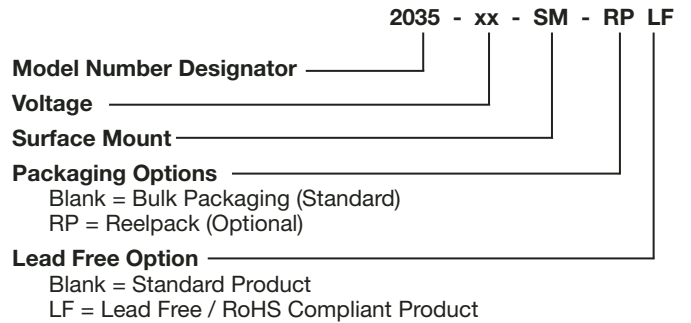 2035 - xx - SM - RP LF
Model Number Designator
Voltage
Surface Mount
Packaging Options
Blank = Bulk Packaging (Standard)
RP = Reelpack (Optional)
Lead Free Option
Blank = Standard Product
LF = Lead Free / RoHS Compliant Product